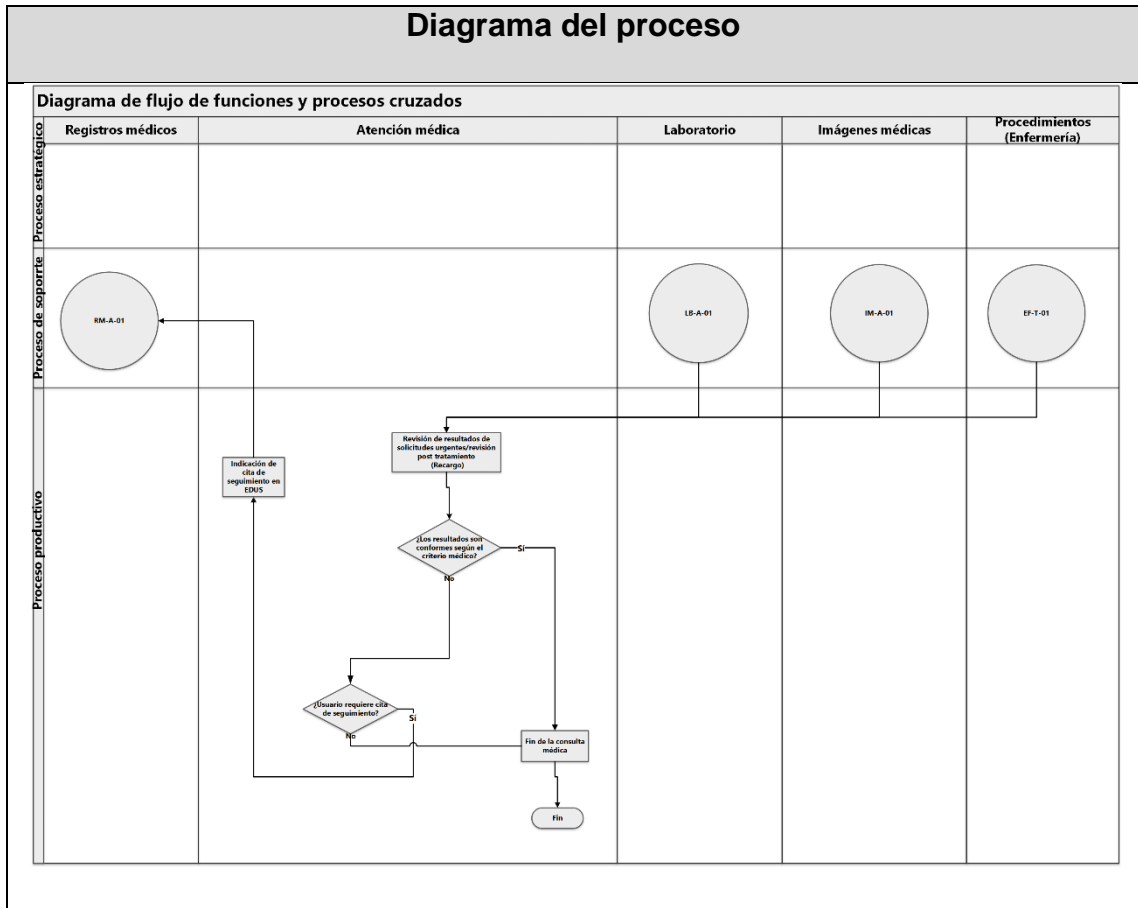 Diagrama del proceso
Diagrama de flujo de funciones y procesos cruzados
Registros médicos
Atención médica
Laboratorio
Imágenes médicas
Procedimientos
(Enfermería)
Proceso estratégico
Proceso de soporrte
RM-A-01
LB-A-01
IM-A-01
EF-T-01
Proceso productivo
Revisión de resultados de
solicitudes urgentes/revisión
post tratamiento
(Recargo)
Indicación de
cita de
seguimiento en
EDUS
¿Los resultados son
conformes según el
criterio médico?
Sí
No
¿Usuario requiere cita
de seguimiento?
Sí
No
Fin de la consulta
médica
Fin